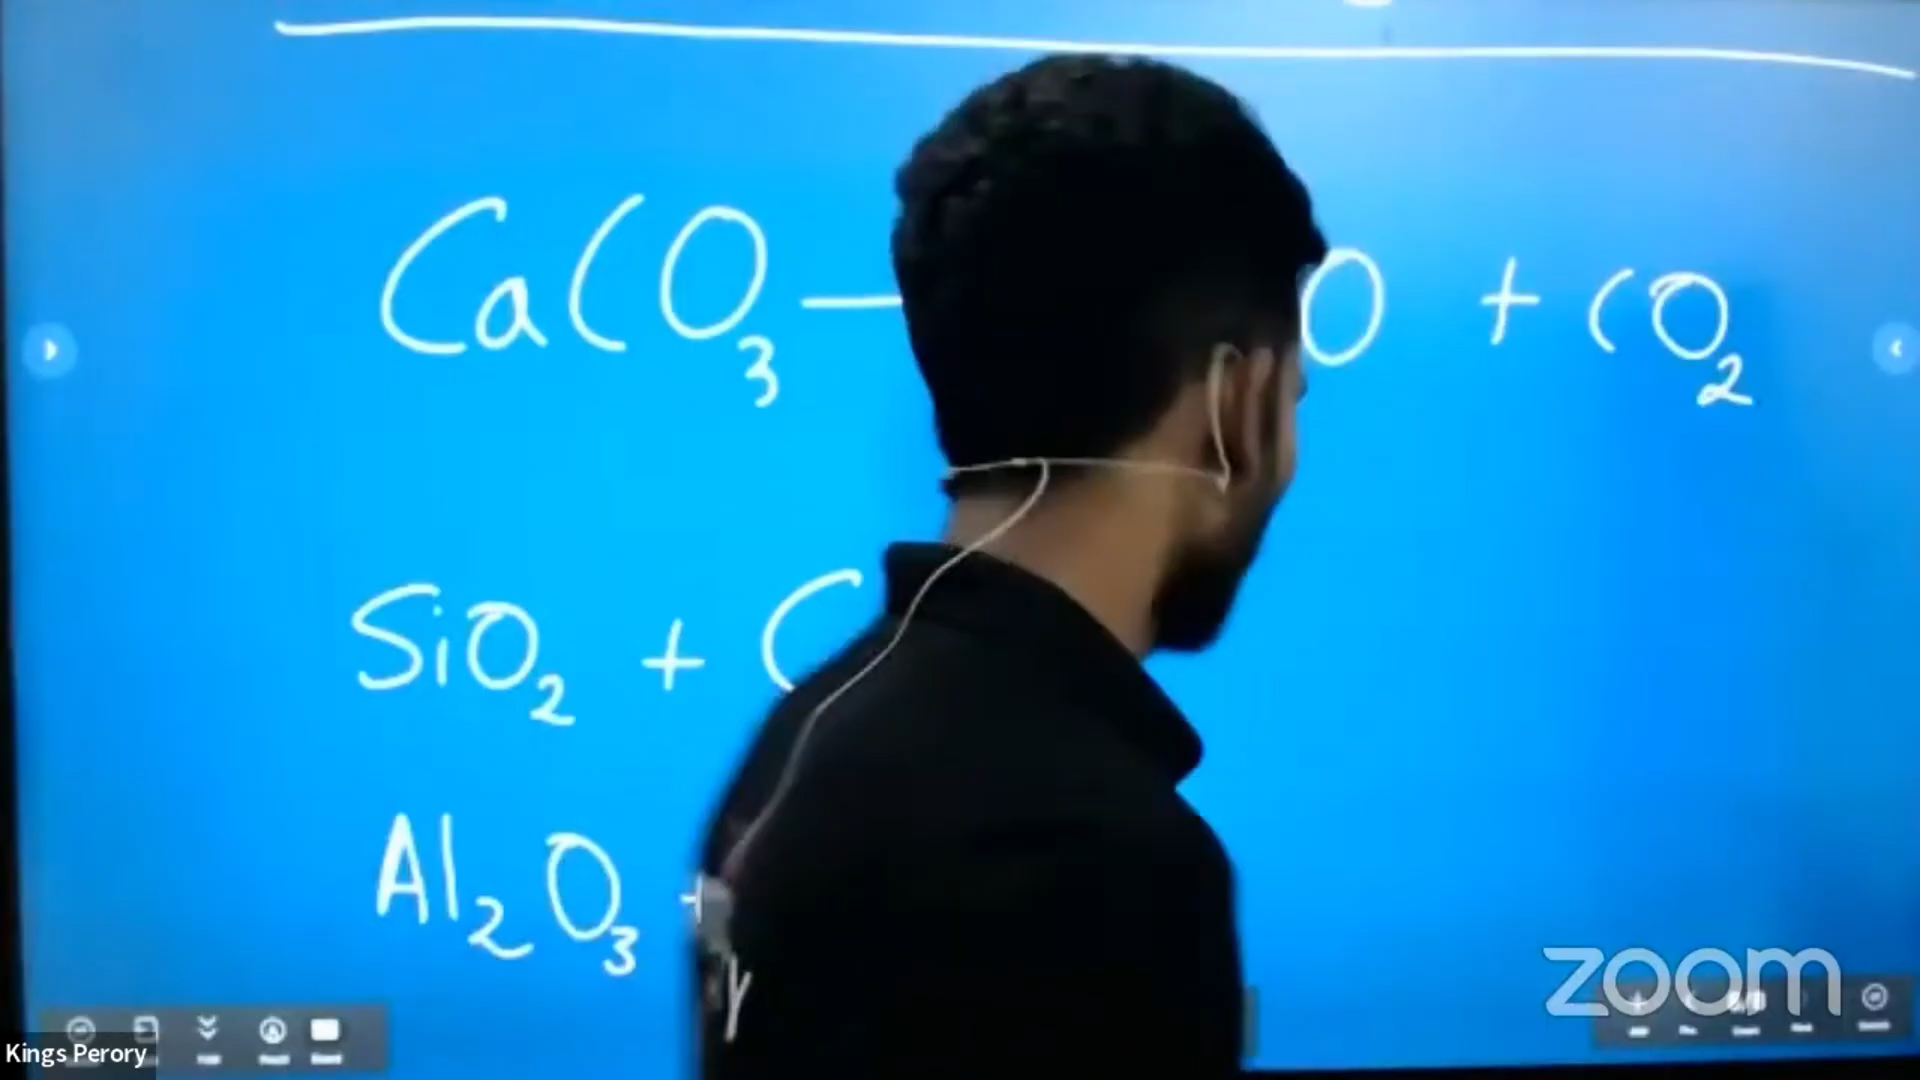 CaCO3 — O + CO2
SiO2 + C
Al2O3 +
zoom
Kings Perory